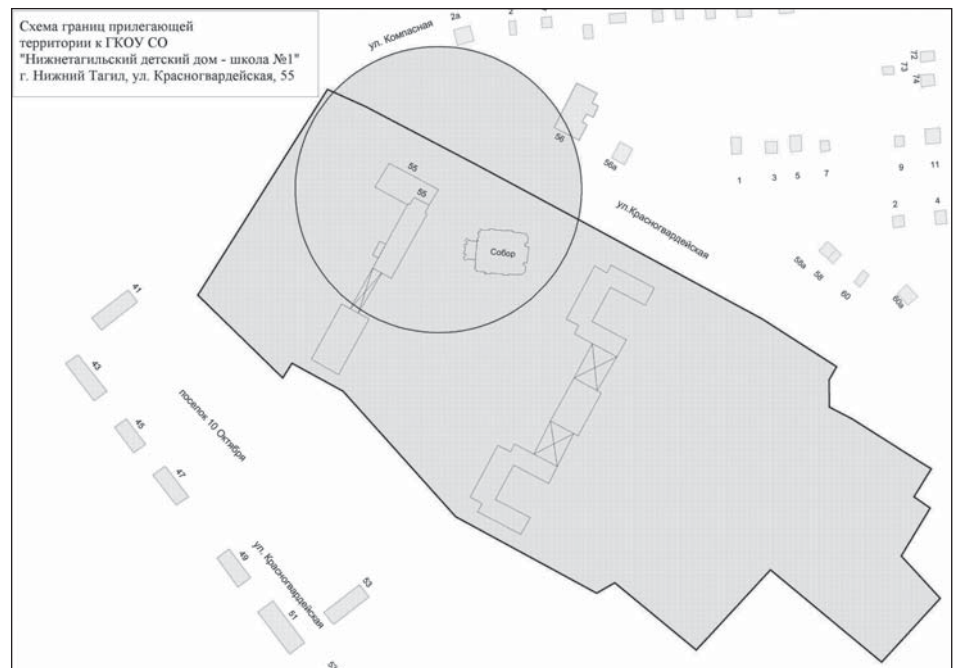 Схема границ прилегающей
территории к ГКОУ СО
"Нижнетагильский детский дом - школа №1"
г. Нижний Тагил, ул. Красногвардейская, 55
ул. Компасная
2а
2
72
73
74
55
55
56
56а
1
3
5
7
9
11
2
4
Собор
ул.Красногвардейская
58а
58
60
60а
41
43
45
47
поселок 10 Октября
49
ул. Красногвардейская
51
53